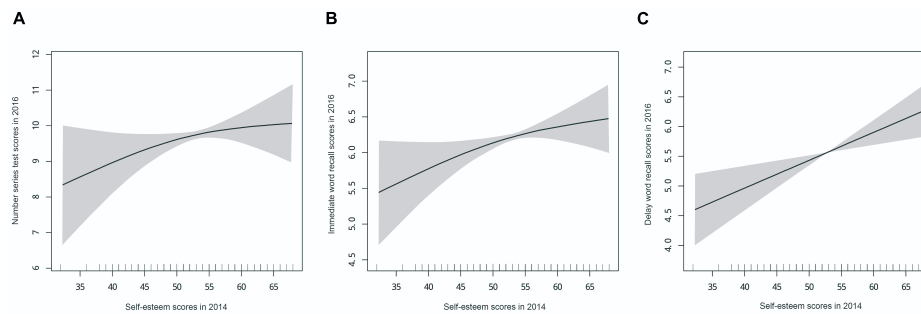 A
B
C
Number series test scores in 2016
12
11
10
9
8
7
6
35 40 45 50 55 60 65
Self-esteem scores in 2014
Immediate word recall scores in 2016
7. 0
6. 5
6. 0
5. 5
5. 0
4. 5
35 40 45 50 55 60 65
Self-esteem scores in 2014
Delay word recall scores in 2016
7. 0
6. 5
6. 0
5. 5
5. 0
4. 5
4. 0
35 40 45 50 55 60 65
Self-esteem scores in 2014